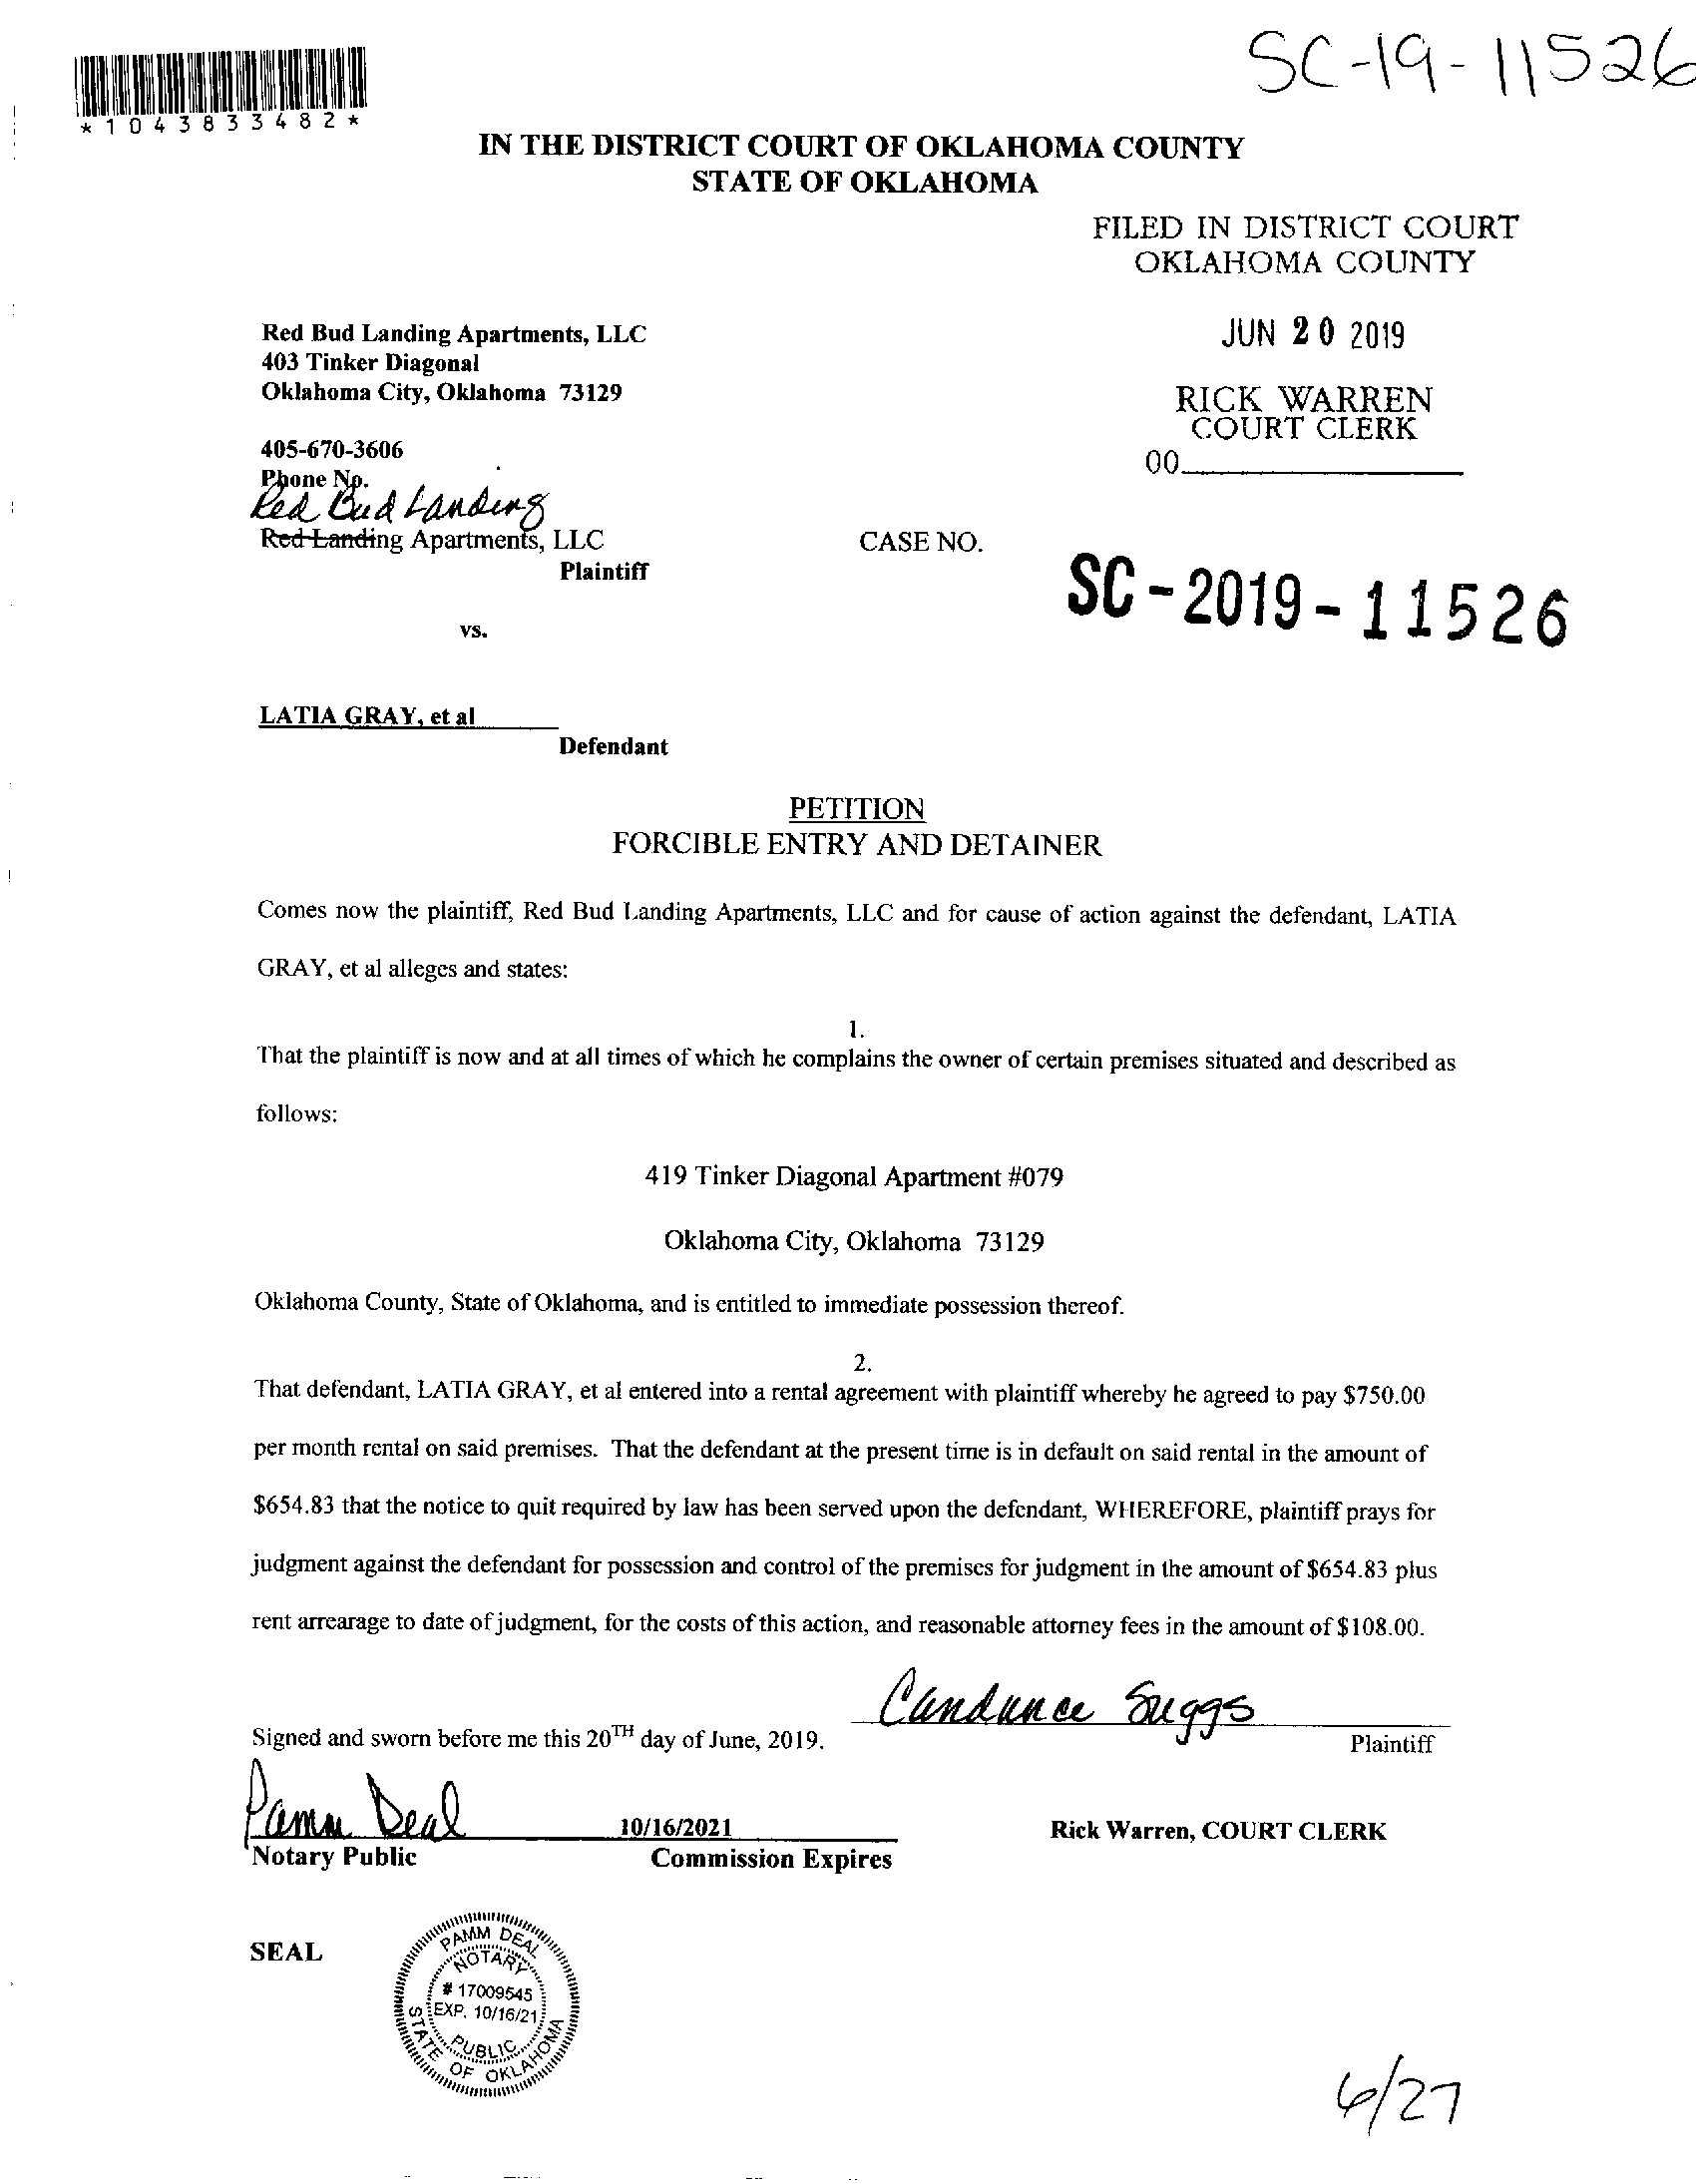 SC-19-11526
*1043833482*
IN THE DISTRICT COURT OF OKLAHOMA COUNTY
STATE OF OKLAHOMA
FILED IN DISTRICT COURT
OKLAHOMA COUNTY
JUN 20 2019
RICK WARREN
COURT CLERK
00
Red Bud Landing Apartments, LLC
403 Tinker Diagonal
Oklahoma City, Oklahoma 73129
405-670-3606
Phone No.
Red Bud Landing
Red Landing Apartments, LLC
Plaintiff
CASE NO.
SC-2019-11526
vs.
LATIA GRAY, et al
Defendant
PETITION
FORCIBLE ENTRY AND DETAINER
Comes now the plaintiff, Red Bud Landing Apartments, LLC and for cause of action against the defendant, LATIA
GRAY, et al alleges and states:
1.
That the plaintiff is now and at all times of which he complains the owner of certain premises situated and described as
follows:
419 Tinker Diagonal Apartment #079
Oklahoma City, Oklahoma 73129
Oklahoma County, State of Oklahoma, and is entitled to immediate possession thereof.
2.
That defendant, LATIA GRAY, et al entered into a rental agreement with plaintiff whereby he agreed to pay $750.00
per month rental on said premises. That the defendant at the present time is in default on said rental in the amount of
$654.83 that the notice to quit required by law has been served upon the defendant, WHEREFORE, plaintiff prays for
judgment against the defendant for possession and control of the premises for judgment in the amount of $654.83 plus
rent arrearage to date of judgment, for the costs of this action, and reasonable attorney fees in the amount of $108.00.
Candance Suggs
Signed and sworn before me this 20TH day of June, 2019.
Plaintiff
Pamm Deal
10/16/2021
Rick Warren, COURT CLERK
Notary Public
Commission Expires
SEAL
PAMM DEAL
NOTARY
# 17009545
EXP. 10/16/21
PUBLIC
STATE OF OKLAHOMA
6/27